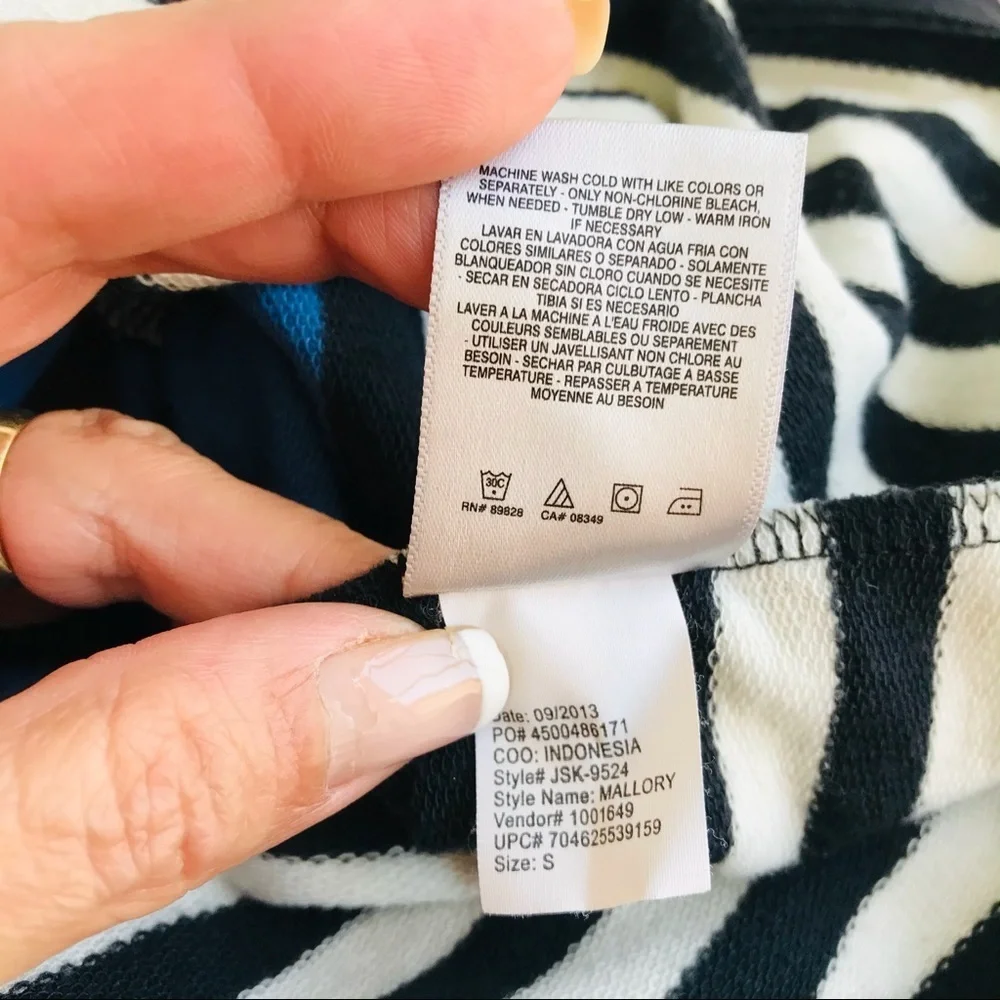 MACHINE WASH COLD WITH LIKE COLORS OR
SEPARATELY - ONLY NON-CHLORINE BLEACH,
WHEN NEEDED - TUMBLE DRY LOW - WARM IRON
IF NECESSARY
LAVAR EN LAVADORA CON AGUA FRIA CON
COLORES SIMILARES O SEPARADO - SOLAMENTE
BLANQUEADOR SIN CLORO CUANDO SE NECESITE
- SECAR EN SECADORA CICLO LENTO - PLANCHA
TIBIA SI ES NECESARIO
LAVER A LA MACHINE A L'EAU FROIDE AVEC DES
COULEURS SEMBLABLES OU SEPAREMENT
- UTILISER UN JAVELLISANT NON CHLORE AU
BESOIN - SECHAR PAR CULBUTAGE A BASSE
TEMPERATURE - REPASSER A TEMPERATURE
MOYENNE AU BESOIN
30C
RN# 89828 CA# 08349
Date: 09/2013
PO# 4500486171
COO: INDONESIA
Style# JSK-9524
Style Name: MALLORY
Vendor# 1001649
UPC# 704625539159
Size: S